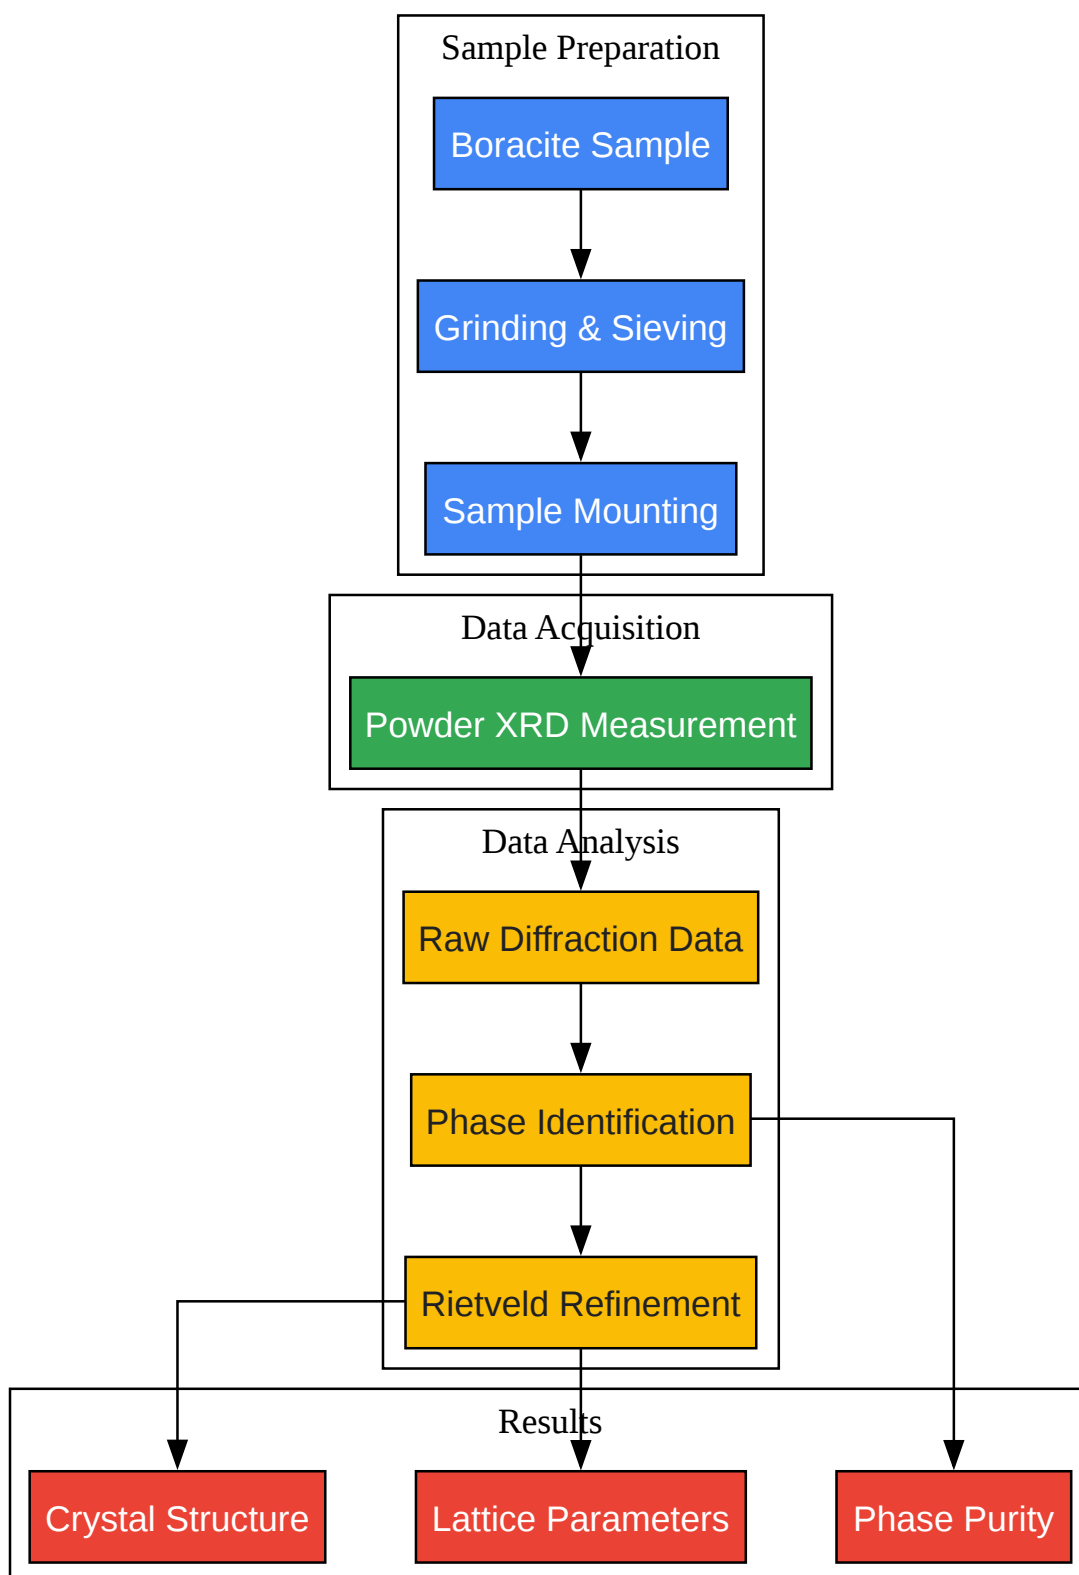 Sample Preparation
Boracite Sample
Grinding & Sieving
Sample Mounting
Data Acquisition
Powder XRD Measurement
Data Analysis
Raw Diffraction Data
Phase Identification
Rietveld Refinement
Results
Crystal Structure
Lattice Parameters
Phase Purity